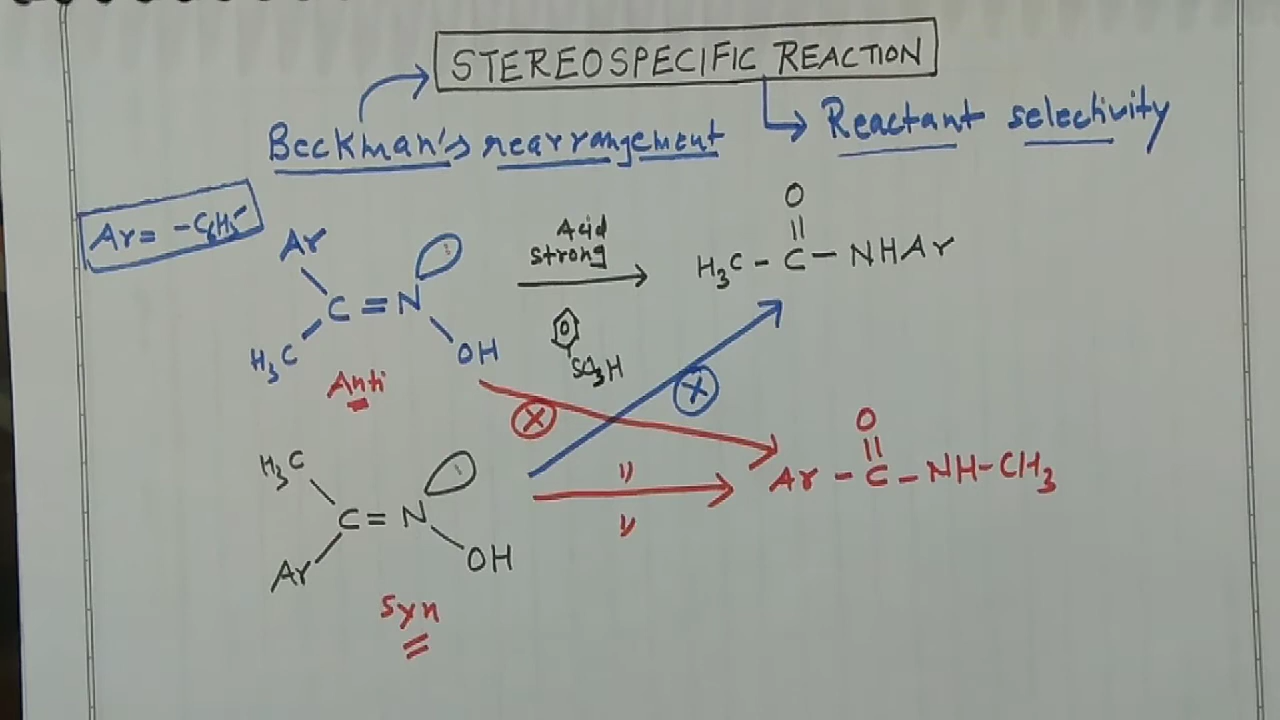 STEREOSPECIFIC REACTION
Beckman's rearrangement
Reactant selectivity
Ar = -C6H5
Ar
C = N
H3C
OH
Anti
Acid
strong
SO3H
O
H3C - C - NHAr
X
X
H3C
C = N
Ar
OH
Syn
"
"
O
Ar - C - NH-CH3